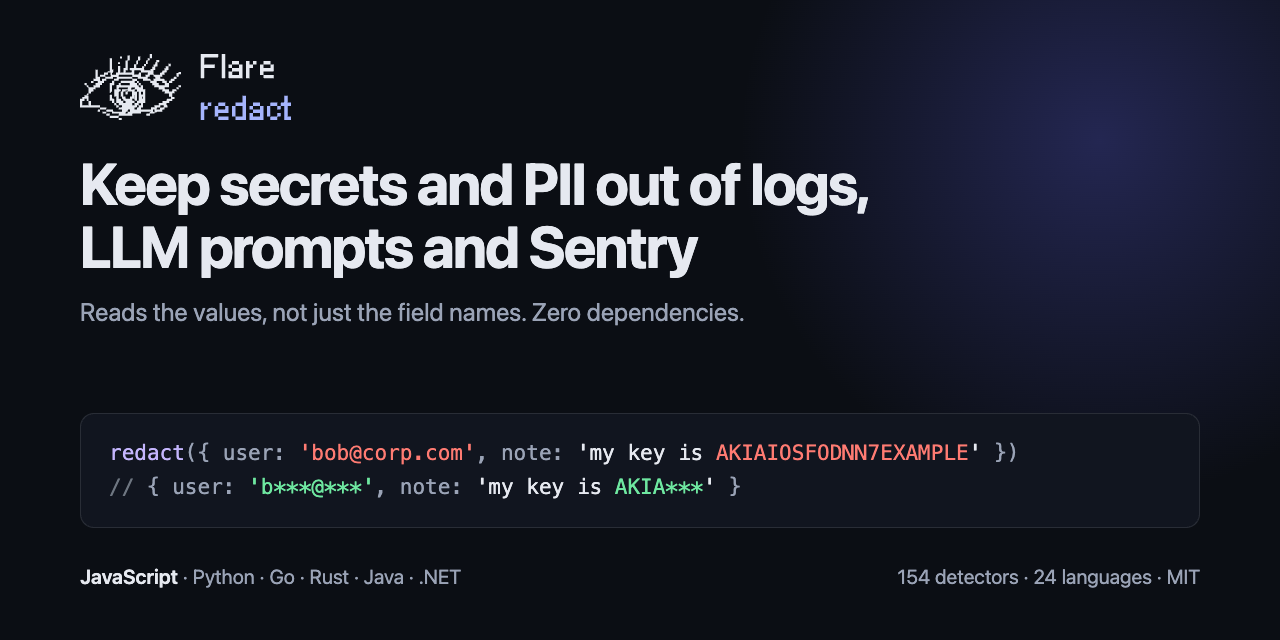 Flare
redact
Keep secrets and PII out of logs,
LLM prompts and Sentry
Reads the values, not just the field names. Zero dependencies.
redact({ user: 'bob@corp.com', note: 'my key is AKIAIOSFODNN7EXAMPLE' })
// { user: 'b***@***', note: 'my key is AKIA***' }
JavaScript · Python · Go · Rust · Java · .NET
154 detectors · 24 languages · MIT